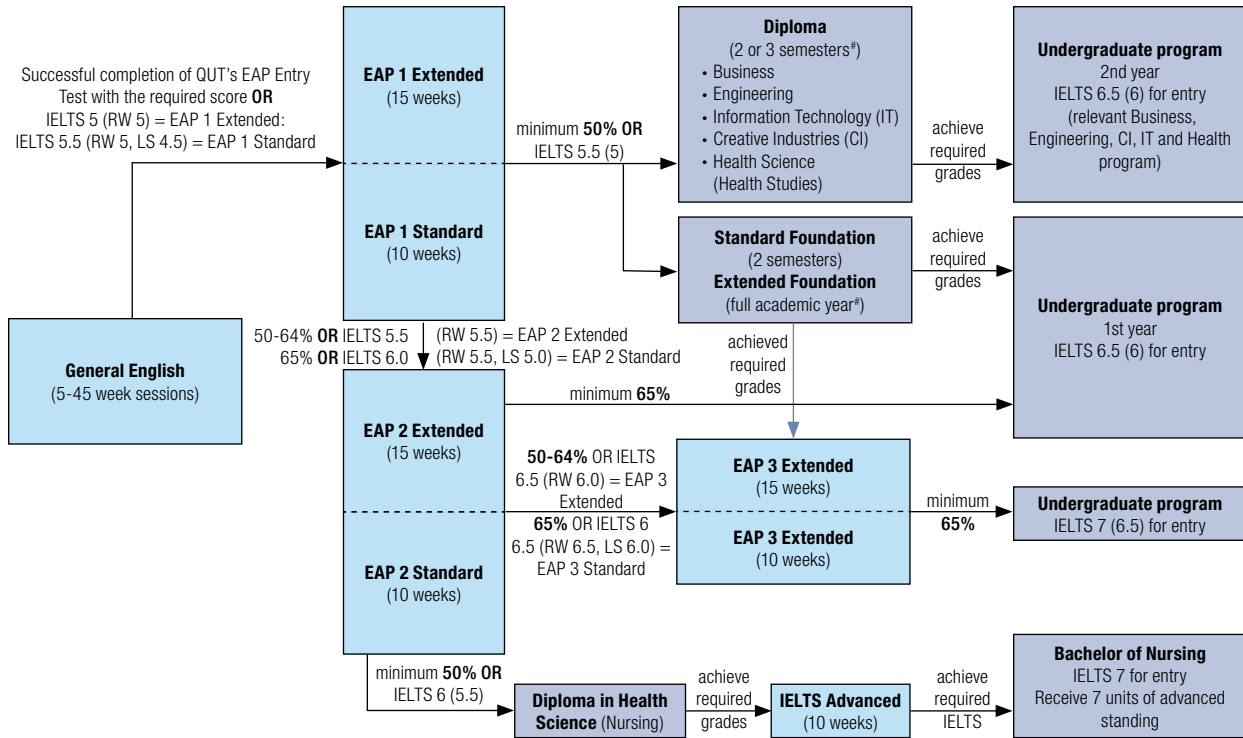 Successful completion of QUT's EAP Entry
Test with the required score OR
IELTS 5 (RW 5) = EAP 1 Extended:
IELTS 5.5 (RW 5, LS 4.5) = EAP 1 Standard
General English
(5-45 week sessions)
EAP 1 Extended
(15 weeks)
EAP 1 Standard
(10 weeks)
minimum 50% OR
IELTS 5.5 (5)
Diploma
(2 or 3 semesters#)
• Business
• Engineering
• Information Technology (IT)
• Creative Industries (CI)
• Health Science
(Health Studies)
achieve
required
grades
Undergraduate program
2nd year
IELTS 6.5 (6) for entry
(relevant Business,
Engineering, CI, IT and Health
program)
Standard Foundation
(2 semesters)
Extended Foundation
(full academic year#)
achieve
required
grades
Undergraduate program
1st year
IELTS 6.5 (6) for entry
50-64% OR IELTS 5.5
65% OR IELTS 6.0
(RW 5.5) = EAP 2 Extended
(RW 5.5, LS 5.0) = EAP 2 Standard
achieved
required
grades
minimum 65%
EAP 2 Extended
(15 weeks)
EAP 2 Standard
(10 weeks)
50-64% OR IELTS
6.5 (RW 6.0) = EAP 3
Extended
65% OR IELTS 6
6.5 (RW 6.5, LS 6.0) =
EAP 3 Standard
EAP 3 Extended
(15 weeks)
EAP 3 Extended
(10 weeks)
minimum
65%
Undergraduate program
IELTS 7 (6.5) for entry
minimum 50% OR
IELTS 6 (5.5)
Diploma in Health
Science (Nursing)
achieve
required
grades
IELTS Advanced
(10 weeks)
achieve
required
IELTS
Bachelor of Nursing
IELTS 7 for entry
Receive 7 units of advanced
standing